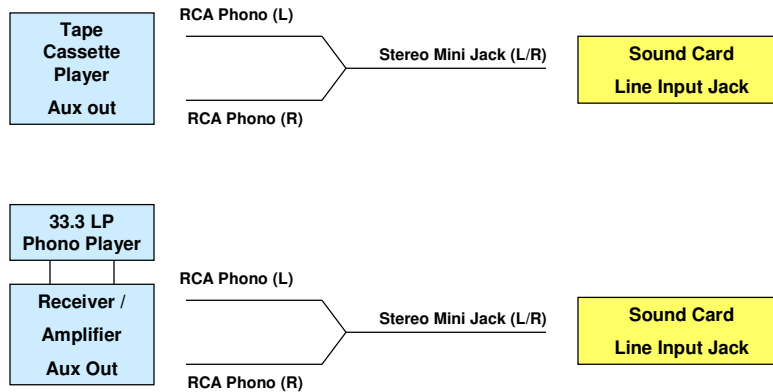 RCA Phono (L)
Tape
Cassette
Player
Aux out
Stereo Mini Jack (L/R)
RCA Phono (R)
Sound Card
Line Input Jack
33.3 LP
Phono Player
Receiver /
Amplifier
Aux Out
RCA Phono (L)
Stereo Mini Jack (L/R)
RCA Phono (R)
Sound Card
Line Input Jack